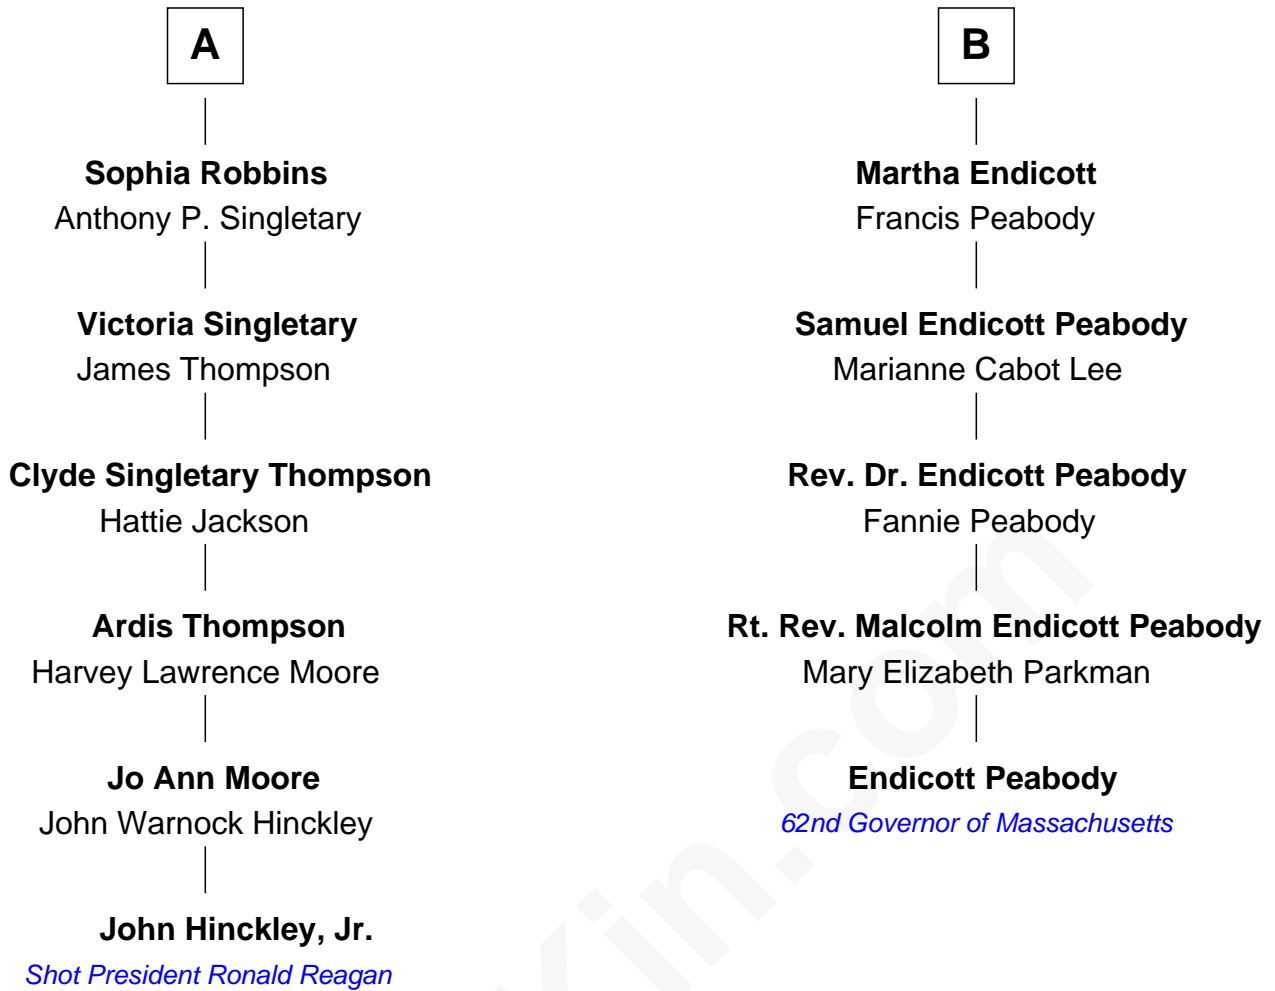 A
Sophia Robbins
Anthony P. Singletary
Victoria Singletary
James Thompson
Clyde Singletary Thompson
Hattie Jackson
Ardis Thompson
Harvey Lawrence Moore
Jo Ann Moore
John Warnock Hinckley
John Hinckley, Jr.
Shot President Ronald Reagan
B
Martha Endicott
Francis Peabody
Samuel Endicott Peabody
Marianne Cabot Lee
Rev. Dr. Endicott Peabody
Fannie Peabody
Rt. Rev. Malcolm Endicott Peabody
Mary Elizabeth Parkman
Endicott Peabody
62nd Governor of Massachusetts
Kin.com